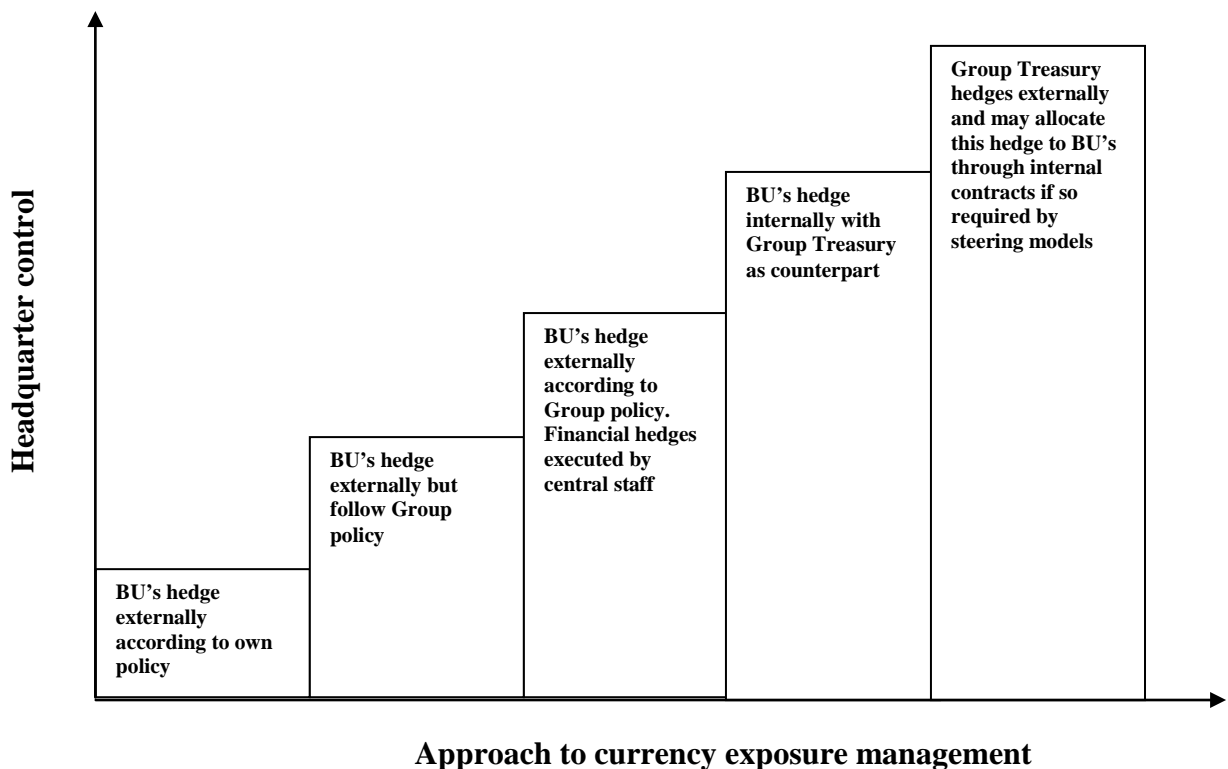 Headquarter control
BU's hedge
externally
according to own
policy
BU's hedge
externally but
follow Group
policy
BU's hedge
externally
according to
Group policy.
Financial hedges
executed by
central staff
BU's hedge
internally with
Group Treasury
as counterpart
Group Treasury
hedges externally
and may allocate
this hedge to BU's
through internal
contracts if so
required by
steering models
Approach to currency exposure management